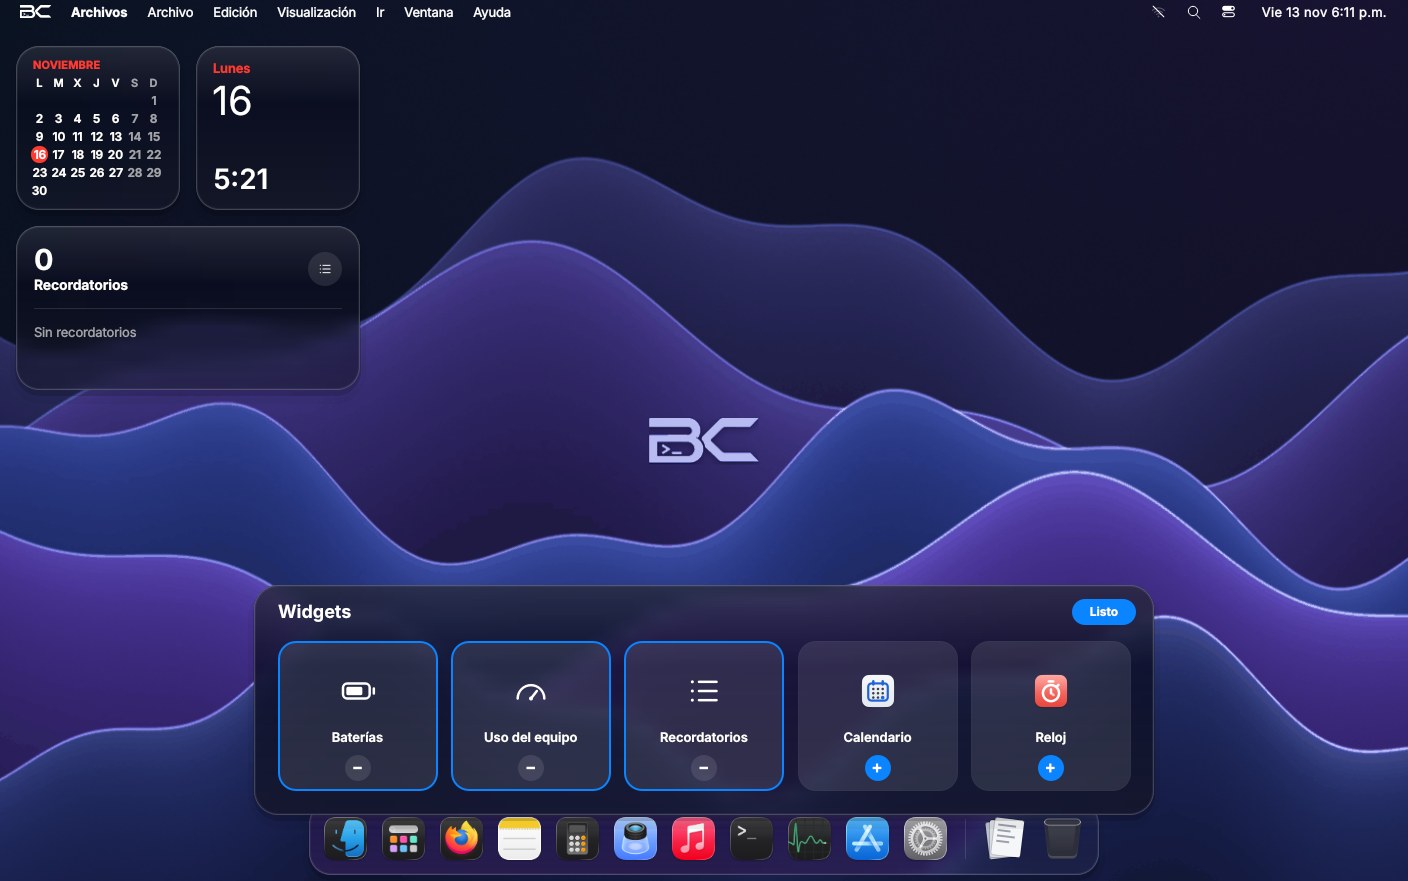 BC Archivos Archivo Edición Visualización Ir Ventana Ayuda Vie 13 nov 6:11 p.m.
NOVIEMBRE
L M X J V S D
1
2 3 4 5 6 7 8
9 10 11 12 13 14 15
16 17 18 19 20 21 22
23 24 25 26 27 28 29
30
Lunes
16
5:21
0
Recordatorios
Sin recordatorios
BC
>_
Widgets
Listo
Baterías
Uso del equipo
Recordatorios
Calendario
Reloj
>_